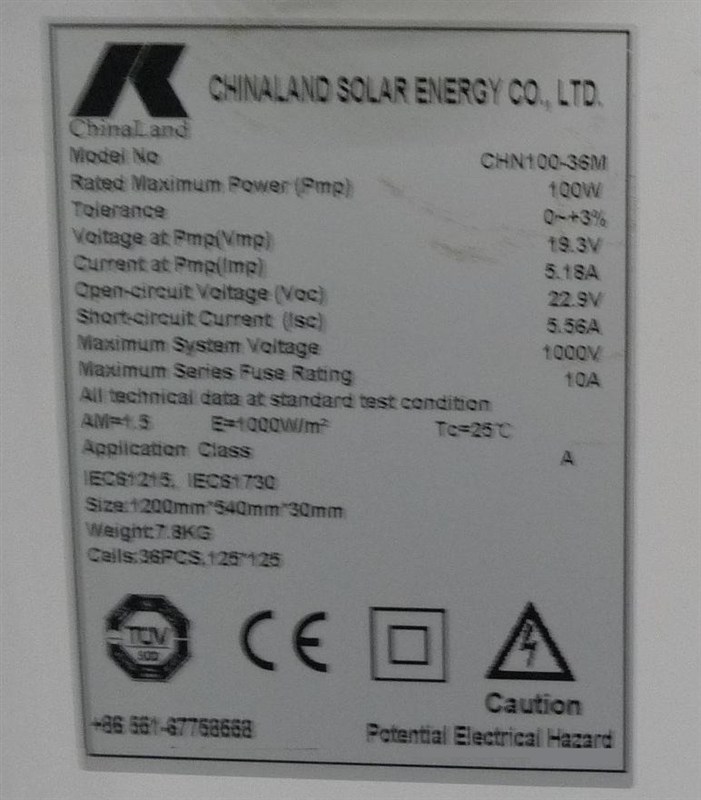 CHINALAND SOLAR ENERGY CO., LTD.
ChinaLand
Model No CHN100-36M
Rated Maximum Power (Pmp) 100W
Tolerance 0~+3%
Voltage at Pmp(Vmp) 19.3V
Current at Pmp(Imp) 5.18A
Open-circuit Voltage (Voc) 22.9V
Short-circuit Current (Isc) 5.56A
Maximum System Voltage 1000V
Maximum Series Fuse Rating 10A
All technical data at standard test condition
AM=1.5 E=1000W/m² Tc=25℃
Application Class A
IEC61215, IEC61730
Size:1200mm*540mm*30mm
Weight:7.8KG
Cells:36PCS,125*125
TUV
CE
Caution
+86 551-67758668
Potential Electrical Hazard